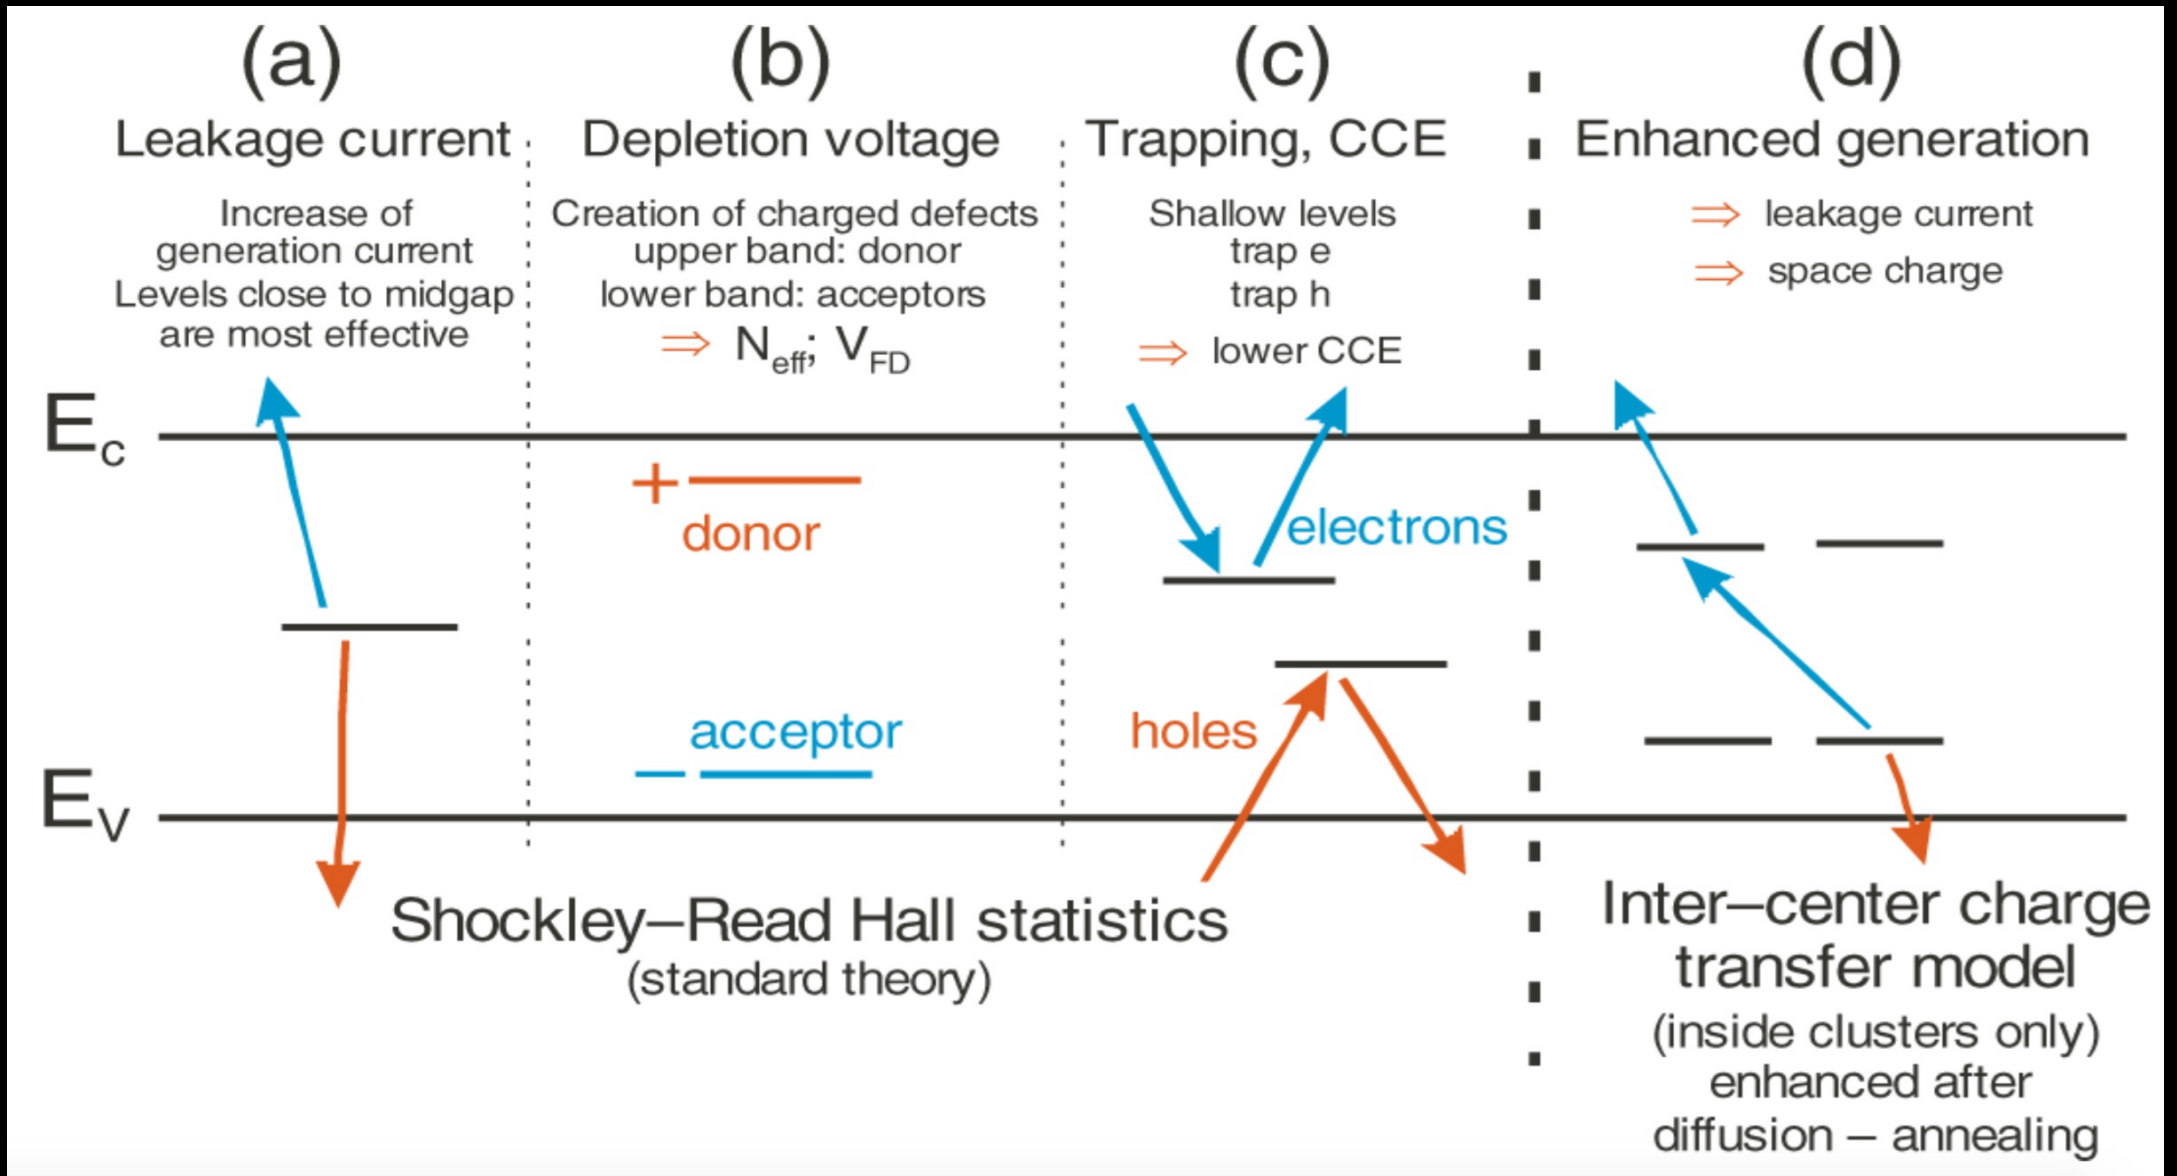 (a)
Leakage current
Increase of
generation current
Levels close to midgap
are most effective
(b)
Depletion voltage
Creation of charged defects
upper band: donor
lower band: acceptors
⇒ Neff; VFD
(c)
Trapping, CCE
Shallow levels
trap e
trap h
⇒ lower CCE
(d)
Enhanced generation
⇒ leakage current
⇒ space charge
Ec
+
donor
electrons
acceptor
−
holes
EV
Shockley–Read Hall statistics
(standard theory)
Inter–center charge
transfer model
(inside clusters only)
enhanced after
diffusion – annealing